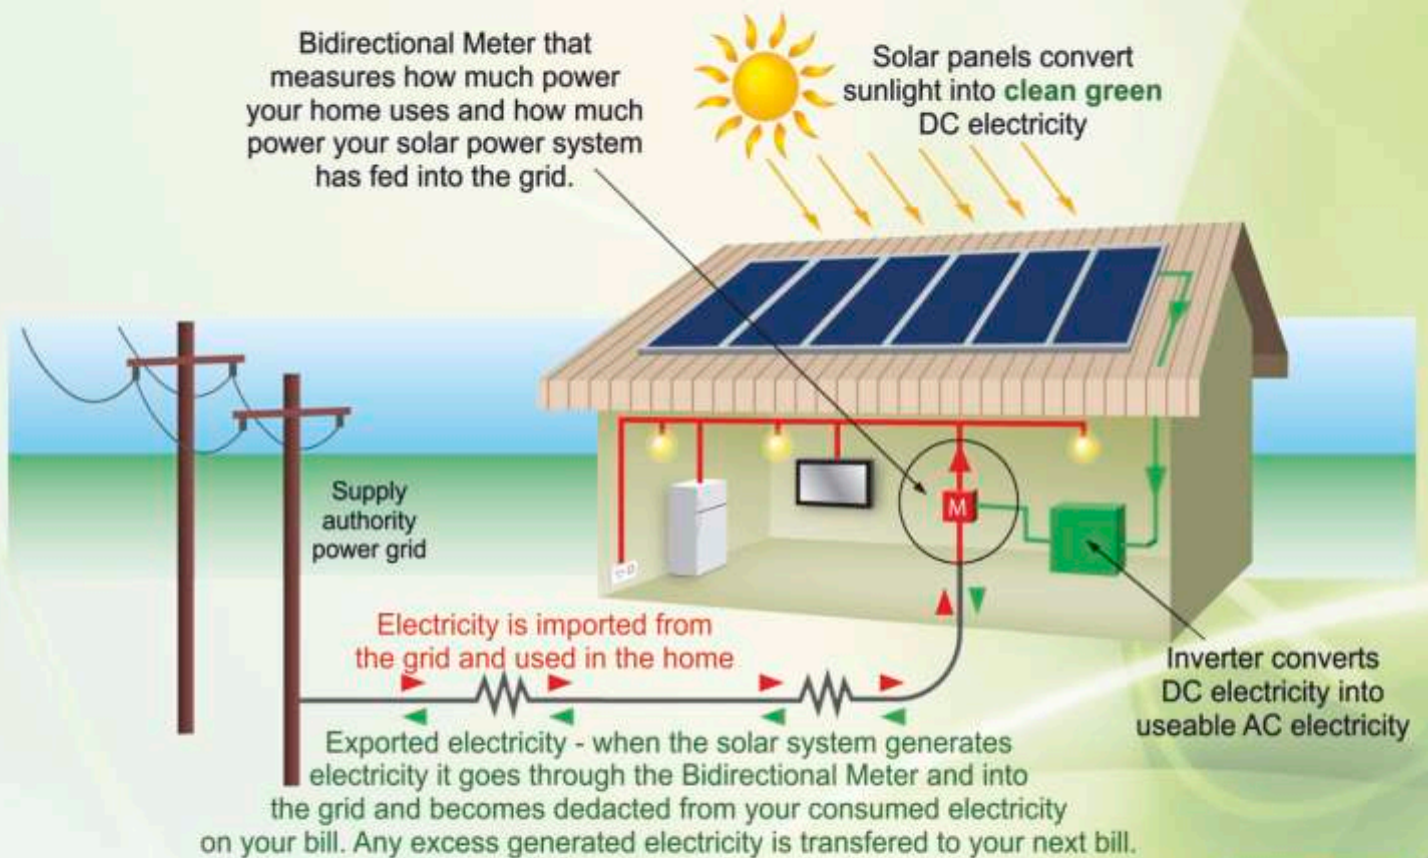 Bidirectional Meter that
measures how much power
your home uses and how much
power your solar power system
has fed into the grid.
Solar panels convert
sunlight into clean green
DC electricity
Supply
authority
power grid
M
Electricity is imported from
the grid and used in the home
Inverter converts
DC electricity into
useable AC electricity
Exported electricity - when the solar system generates
electricity it goes through the Bidirectional Meter and into
the grid and becomes dedacted from your consumed electricity
on your bill. Any excess generated electricity is transfered to your next bill.